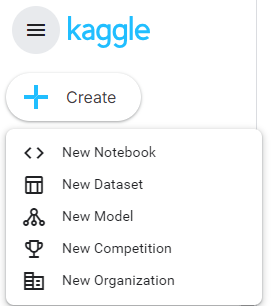 kaggle
Create
New Notebook
New Dataset
New Model
New Competition
New Organization